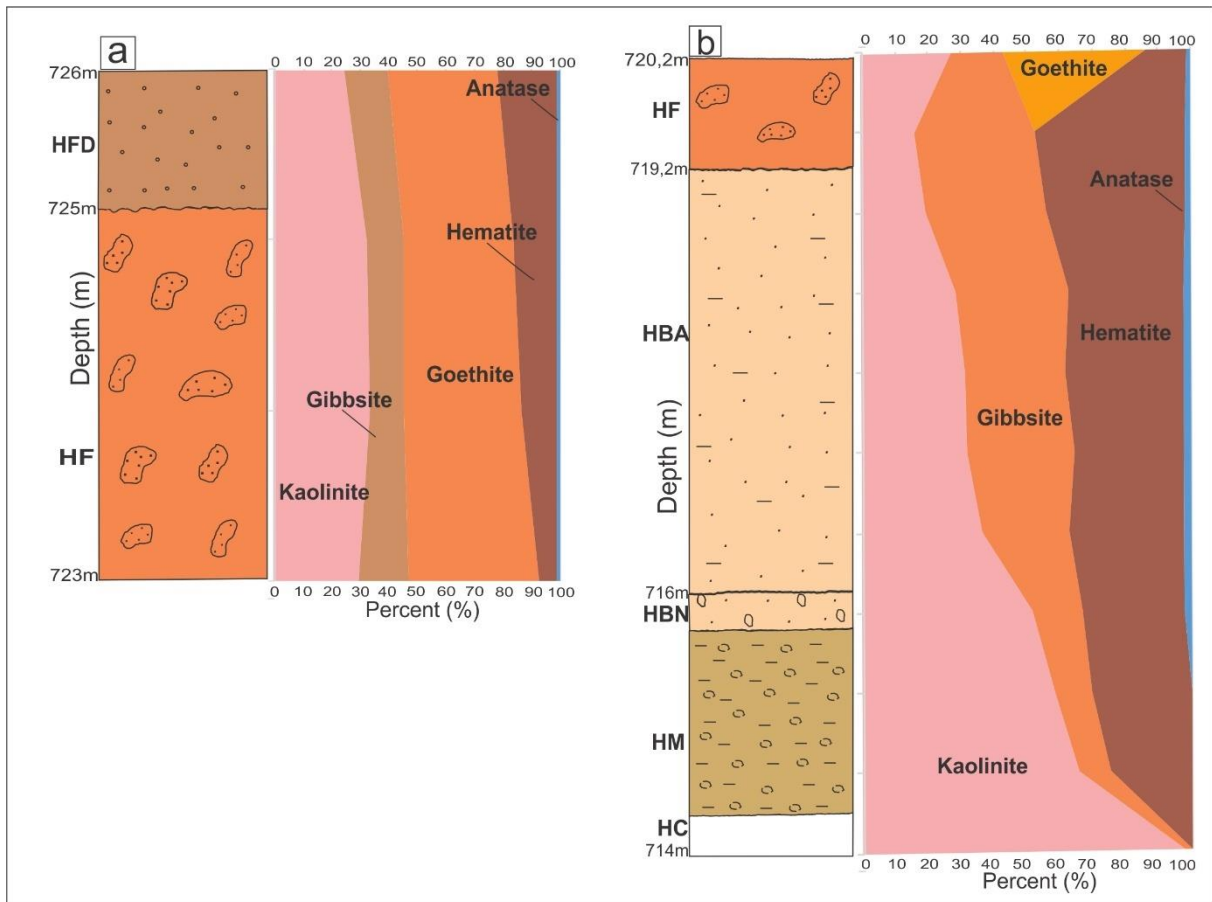 a
0 10 20 30 40 50 60 70 80 90 100
726m
HFD
725m
Depth (m)
HF
723m
Anatase
Hematite
Goethite
Gibbsite
Kaolinite
0 10 20 30 40 50 60 70 80 90 100
Percent (%)
b
0 10 20 30 40 50 60 70 80 90 100
720,2m
HF
719,2m
HBA
Depth (m)
716m
HBN
HM
HC
714m
Goethite
Anatase
Hematite
Gibbsite
Kaolinite
0 10 20 30 40 50 60 70 80 90 100
Percent (%)